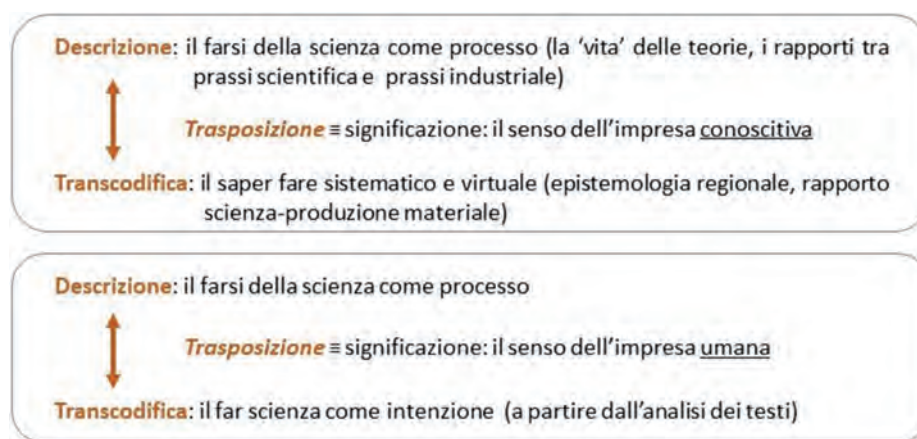 Descrizione: il farsi della scienza come processo (la ‘vita’ delle teorie, i rapporti tra
prassi scientifica e prassi industriale)
Trasposizione ≡ significazione: il senso dell’impresa conoscitiva
Transcodifica: il saper fare sistematico e virtuale (epistemologia regionale, rapporto
scienza-produzione materiale)
Descrizione: il farsi della scienza come processo
Trasposizione ≡ significazione: il senso dell’impresa umana
Transcodifica: il far scienza come intenzione (a partire dall’analisi dei testi)